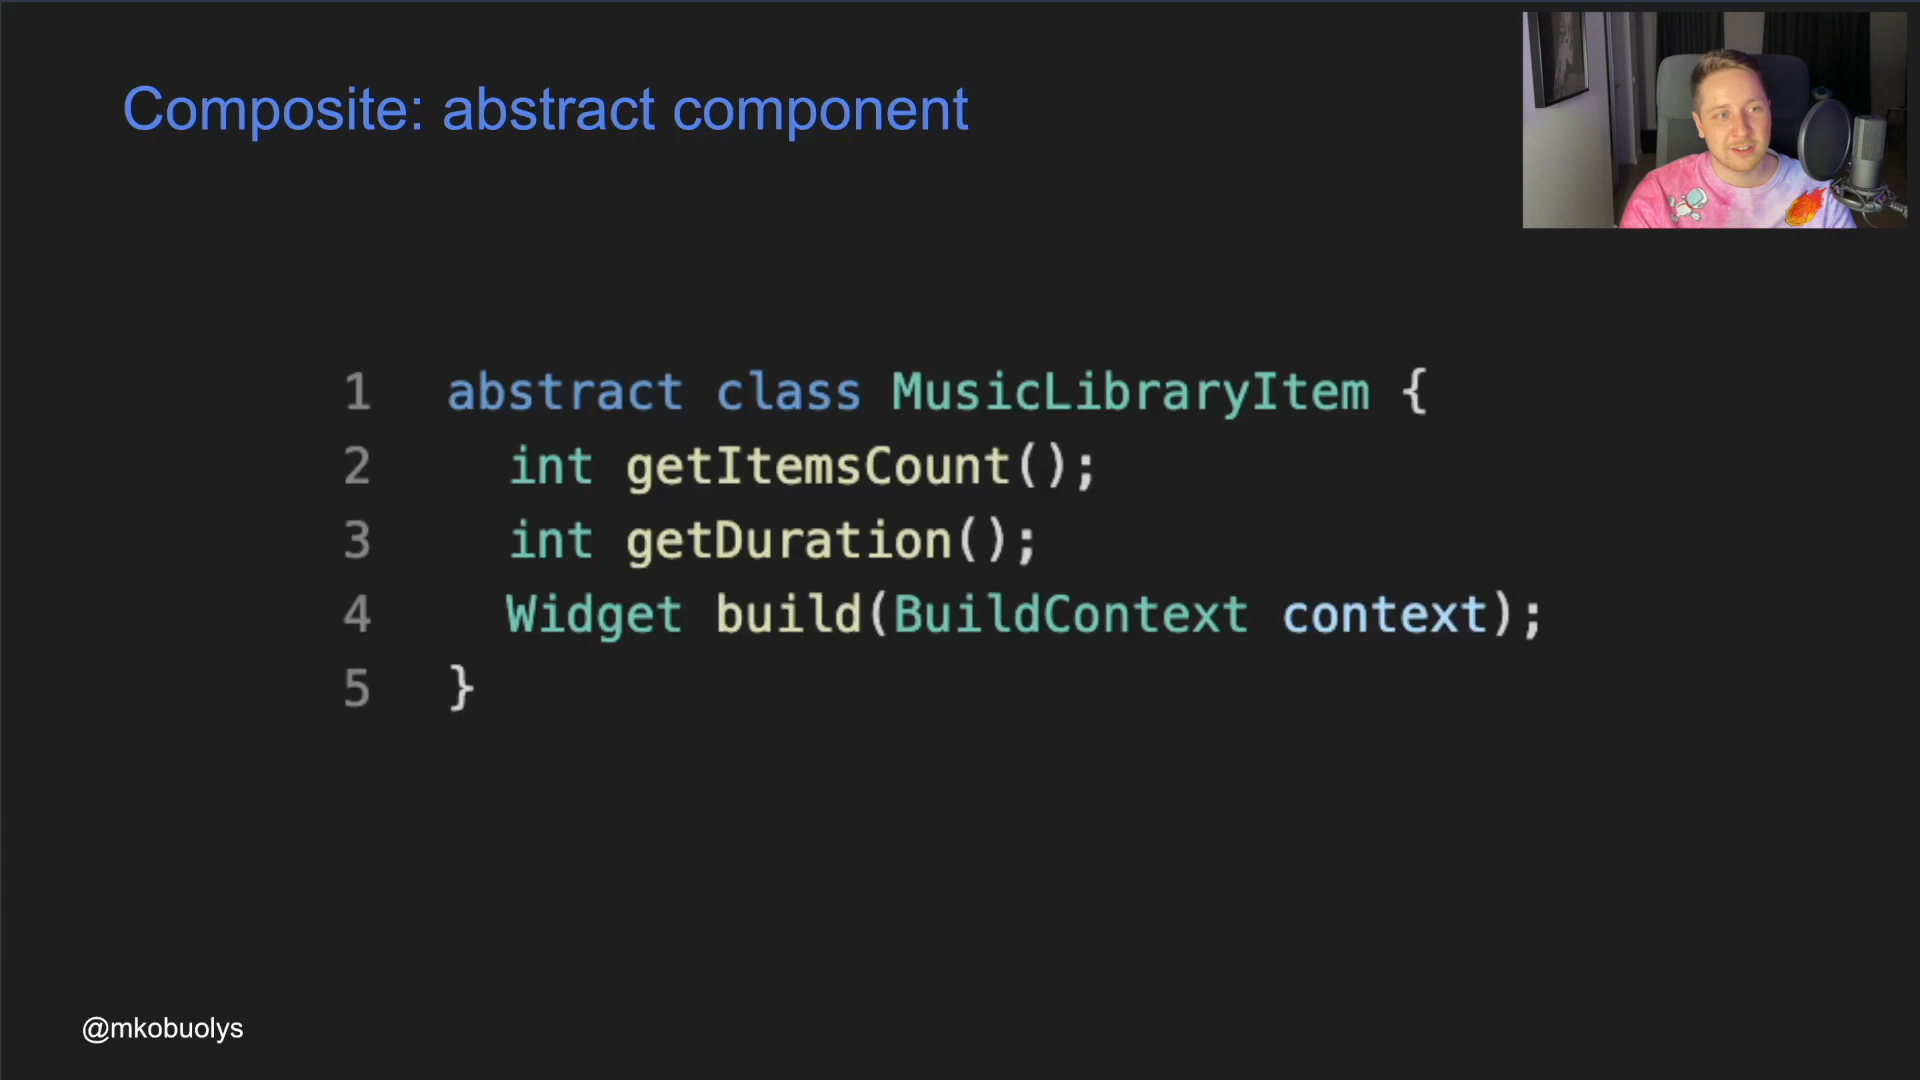 Composite: abstract component
1 abstract class MusicLibraryItem {
2 int getItemsCount();
3 int getDuration();
4 Widget build(BuildContext context);
5 }
@mkobuolys